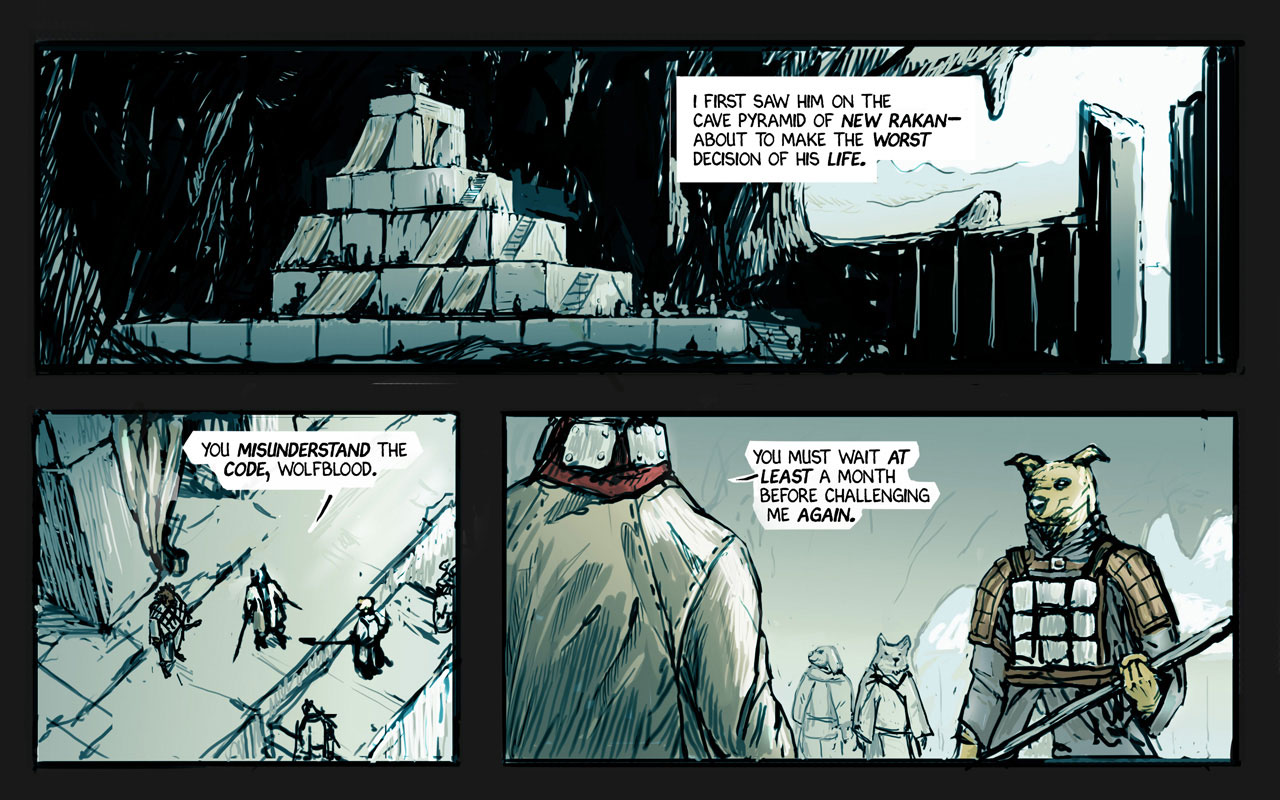 I FIRST SAW HIM ON THE
CAVE PYRAMID OF NEW RAKAN—
ABOUT TO MAKE THE WORST
DECISION OF HIS LIFE.
YOU MISUNDERSTAND THE
CODE, WOLFBLOOD.
YOU MUST WAIT AT
LEAST A MONTH
BEFORE CHALLENGING
ME AGAIN.